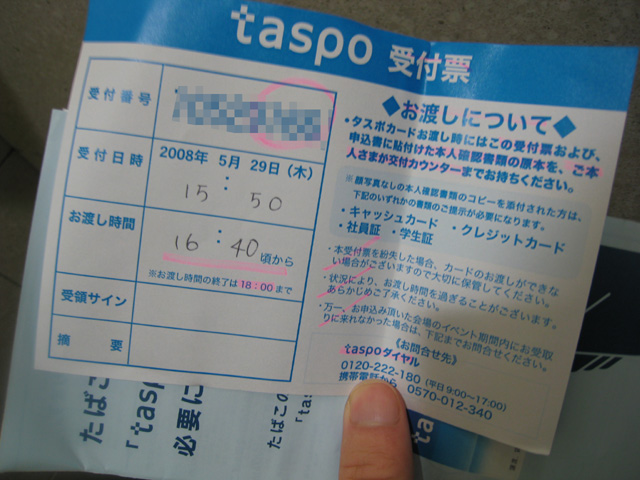 taspo 受付票
受付番号
受付日時
2008年 5月 29日(木)
15:50
お渡し時間
16:40 頃から
※お渡し時間の終了は18:00まで
受領サイン
摘要
◆お渡しについて◆
・タスポカードお渡し時にはこの受付票および、
申込書に貼付けた本人確認書類の原本を、ご本
人さまが交付カウンターまでお持ちください。
※顔写真なしの本人確認書類のコピーを添付された方は、
下記のいずれかの書類のご提示が必要になります。
・キャッシュカード ・クレジットカード
・社員証 ・学生証
・本受付票を紛失した場合、カードのお渡しができな
い場合がございますので大切に保管してください。
・状況により、お渡し時間を過ぎることがございます。
あらかじめご了承ください。
・万一、お申込み頂いた会場のイベント期間内にお受取
りに来れなかった場合は、下記までお問合せください。
《お問合せ先》
taspoダイヤル
0120-222-180 (平日9:00~17:00)
携帯電話から 0570-012-340
たばこ
「taspo
必要に
たばこの
「tas
ta